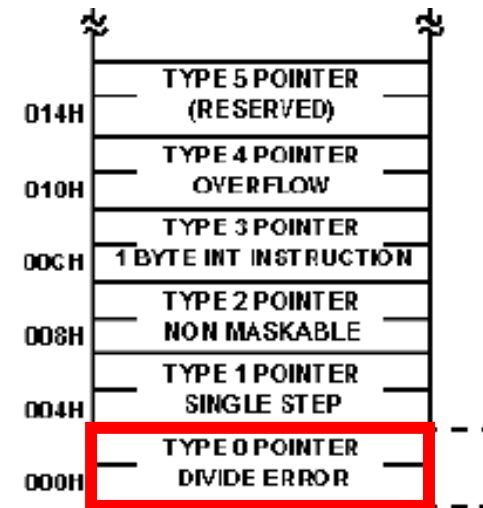 TYPE 5 POINTER
014H (RESERVED)
TYPE 4 POINTER
010H OVERFLOW
TYPE 3 POINTER
00CH 1 BYTE INT INSTRUCTION
TYPE 2 POINTER
008H NON MASKABLE
TYPE 1 POINTER
004H SINGLE STEP
TYPE 0 POINTER
000H DIVIDE ERROR